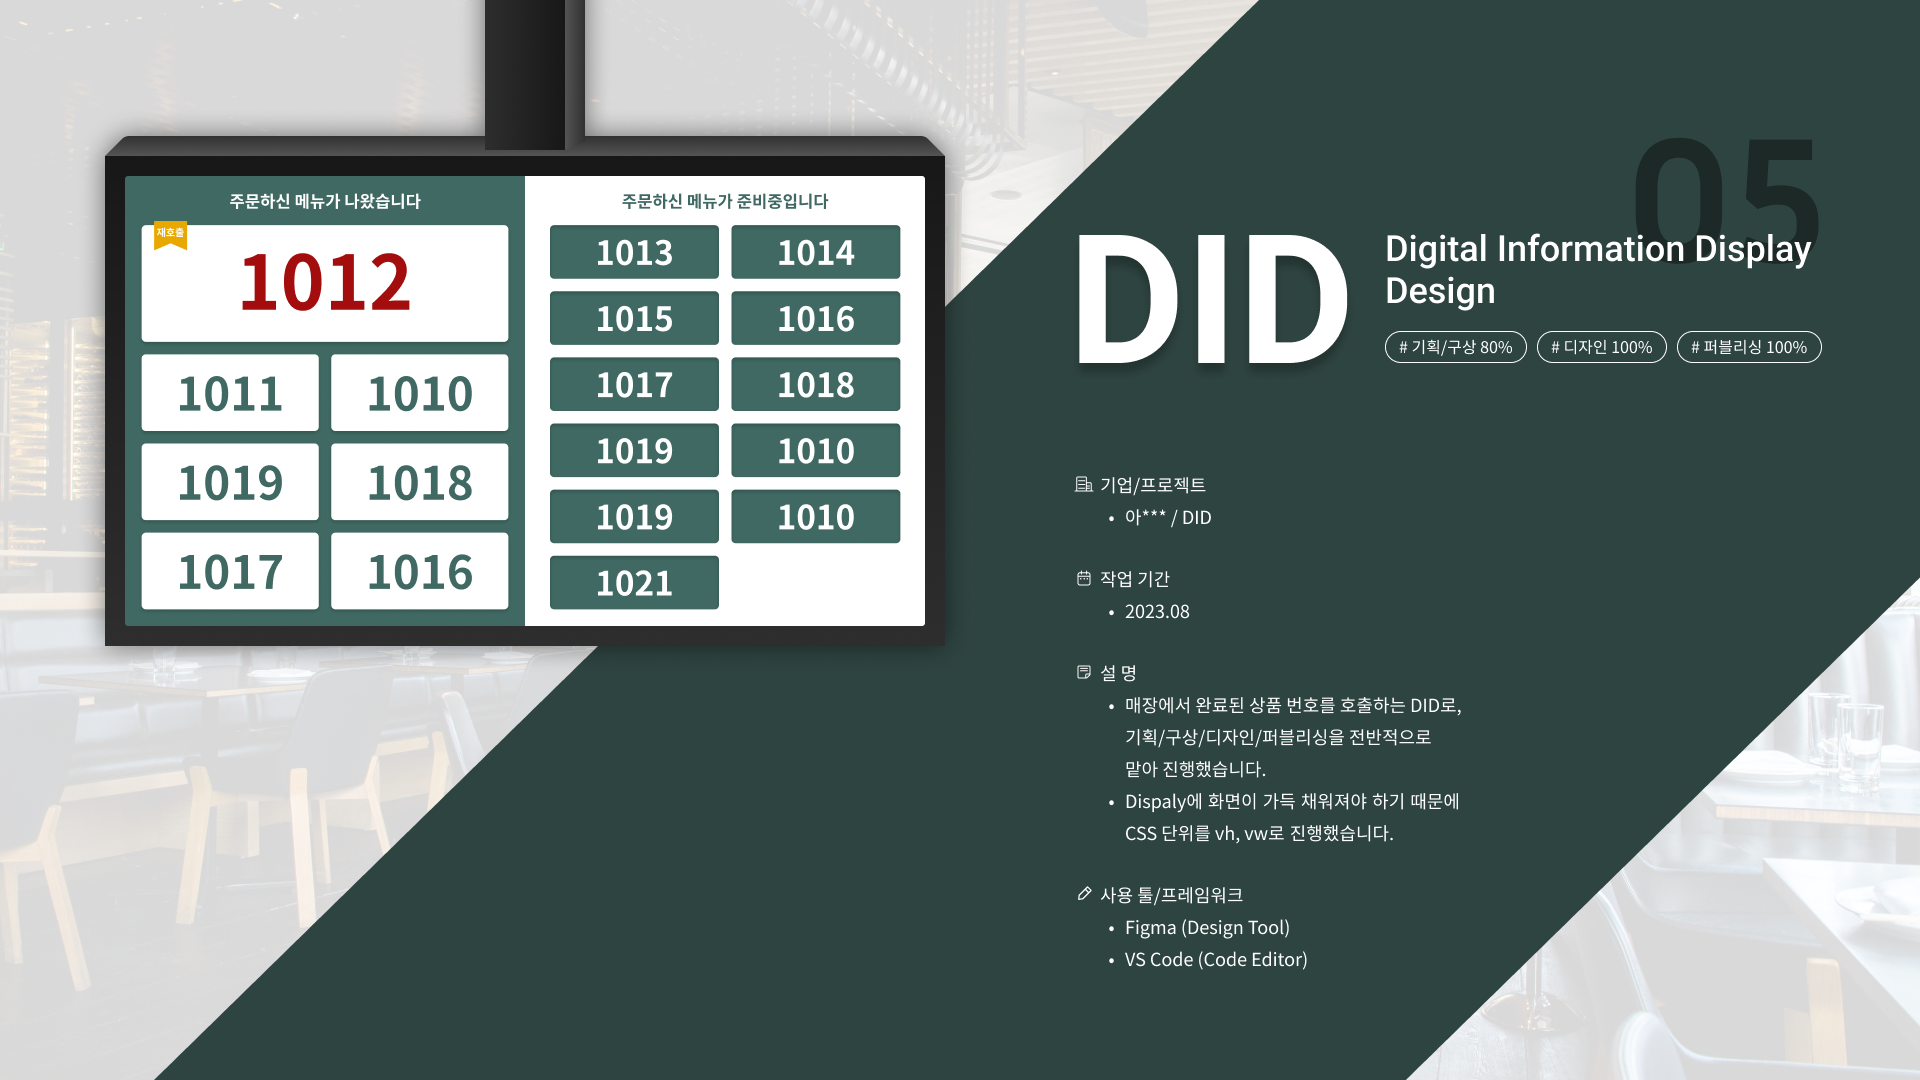 주문하신 메뉴가 나왔습니다
재호출
1012
1011 1010
1019 1018
1017 1016
주문하신 메뉴가 준비중입니다
1013 1014
1015 1016
1017 1018
1019 1010
1019 1010
1021
05
DID
Digital Information Display
Design
# 기획/구상 80% # 디자인 100% # 퍼블리싱 100%
기업/프로젝트
• 아*** / DID
작업 기간
• 2023.08
설 명
• 매장에서 완료된 상품 번호를 호출하는 DID로,
기획/구상/디자인/퍼블리싱을 전반적으로
맡아 진행했습니다.
• Dispaly에 화면이 가득 채워져야 하기 때문에
CSS 단위를 vh, vw로 진행했습니다.
사용 툴/프레임워크
• Figma (Design Tool)
• VS Code (Code Editor)